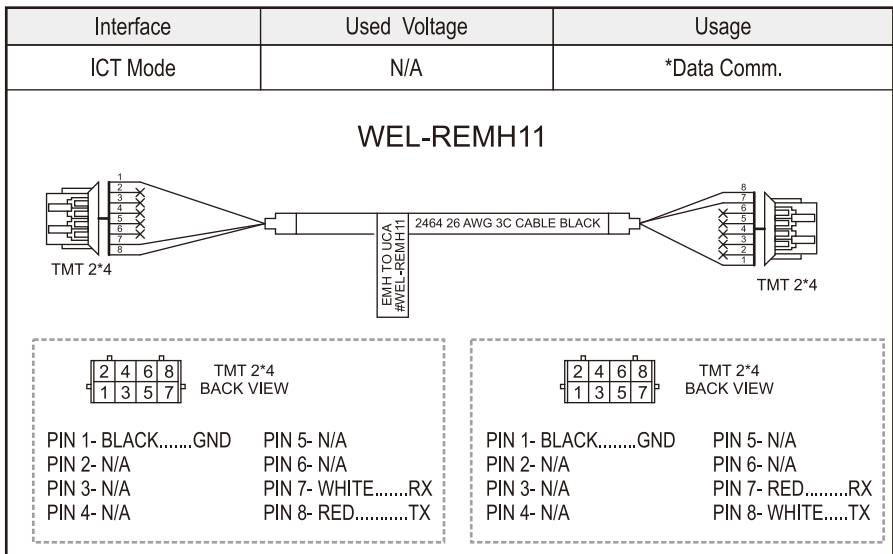 Interface Used Voltage Usage
ICT Mode N/A *Data Comm.
WEL-REMH11
1
2
3
4
5
6
7
8
TMT 2*4
EMH TO UCA
#WEL-REMH11
2464 26 AWG 3C CABLE BLACK
8
7
6
5
4
3
2
1
TMT 2*4
2 4 6 8
1 3 5 7
TMT 2*4
BACK VIEW
PIN 1- BLACK.......GND PIN 5- N/A
PIN 2- N/A PIN 6- N/A
PIN 3- N/A PIN 7- WHITE.......RX
PIN 4- N/A PIN 8- RED...........TX
2 4 6 8
1 3 5 7
TMT 2*4
BACK VIEW
PIN 1- BLACK........GND PIN 5- N/A
PIN 2- N/A PIN 6- N/A
PIN 3- N/A PIN 7- RED.........RX
PIN 4- N/A PIN 8- WHITE.....TX